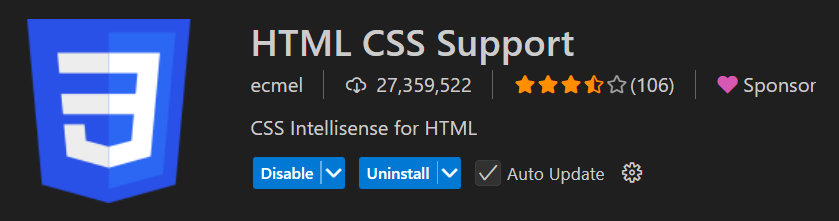 HTML CSS Support
ecmel 27,359,522 (106) Sponsor
CSS Intellisense for HTML
Disable Uninstall Auto Update